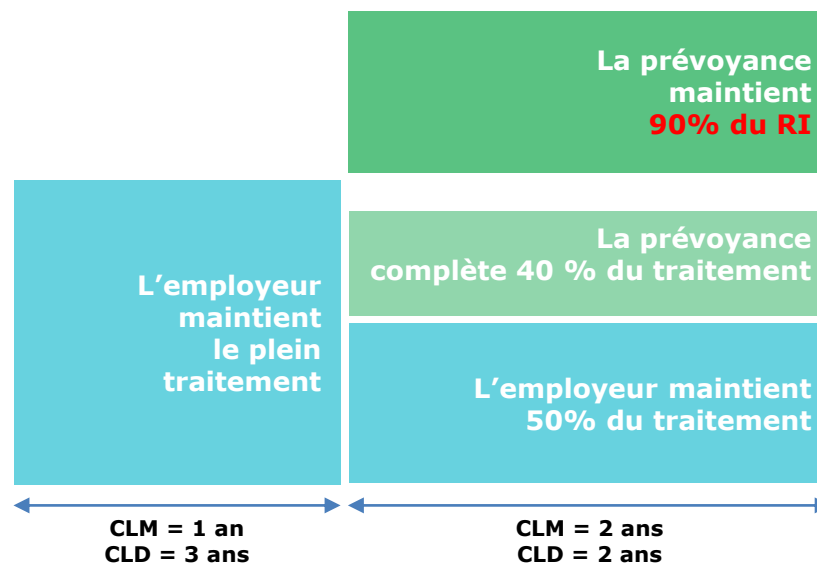 La prévoyance
maintient
90% du RI
L’employeur
maintient
le plein
traitement
La prévoyance
complète 40 % du traitement
L’employeur maintient
50% du traitement
CLM = 1 an
CLD = 3 ans
CLM = 2 ans
CLD = 2 ans